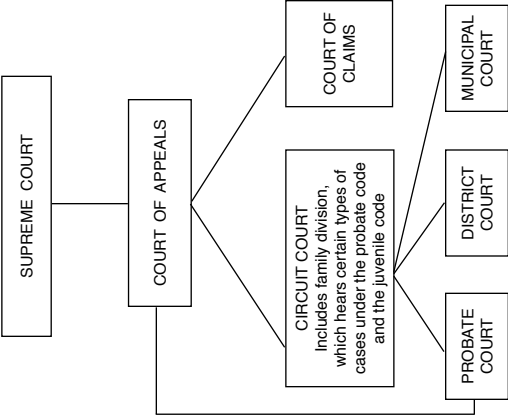 SUPREME COURT
COURT OF APPEALS
CIRCUIT COURT
Includes family division,
which hears certain types of
cases under the probate code
and the juvenile code
COURT OF
CLAIMS
PROBATE
COURT
DISTRICT
COURT
MUNICIPAL
COURT